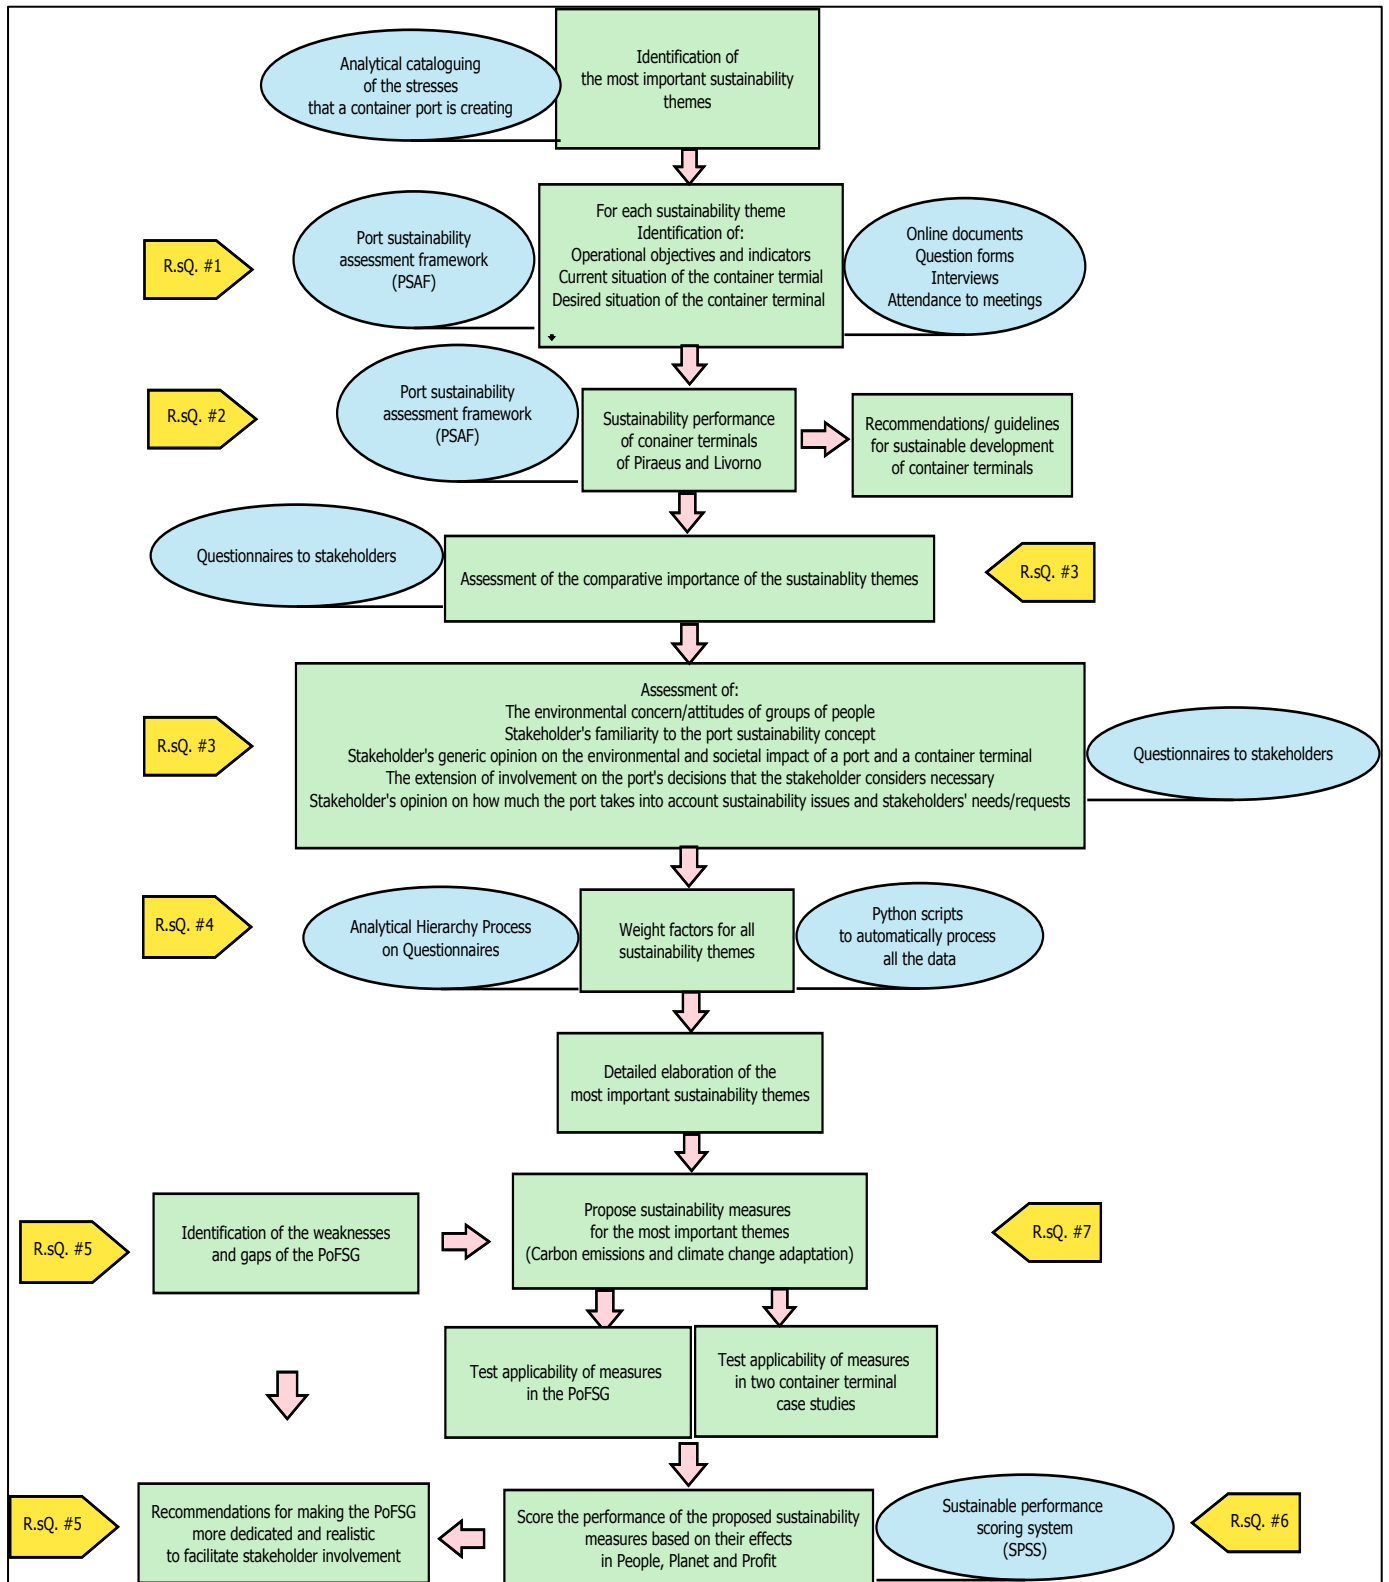 Identification of
the most important sustainability
themes
Analytical cataloguing
of the stresses
that a container port is creating
R.sQ. #1
Port sustainability
assessment framework
(PSAF)
For each sustainability theme
Identification of:
Operational objectives and indicators
Current situation of the container termial
Desired situation of the container terminal
Online documents
Question forms
Interviews
Attendance to meetings
R.sQ. #2
Port sustainability
assessment framework
(PSAF)
Sustainability performance
of conainer terminals
of Piraeus and Livorno
Recommendations/ guidelines
for sustainable development
of container terminals
Questionnaires to stakeholders
Assessment of the comparative importance of the sustainablity themes
R.sQ. #3
R.sQ. #3
Assessment of:
The environmental concern/attitudes of groups of people
Stakeholder's familiarity to the port sustainability concept
Stakeholder's generic opinion on the environmental and societal impact of a port and a container terminal
The extension of involvement on the port's decisions that the stakeholder considers necessary
Stakeholder's opinion on how much the port takes into account sustainability issues and stakeholders' needs/requests
Questionnaires to stakeholders
R.sQ. #4
Analytical Hierarchy Process
on Questionnaires
Weight factors for all
sustainability themes
Python scripts
to automatically process
all the data
Detailed elaboration of the
most important sustainability themes
R.sQ. #5
Identification of the weaknesses
and gaps of the PoFSG
Propose sustainability measures
for the most important themes
(Carbon emissions and climate change adaptation)
R.sQ. #7
Test applicability of measures
in the PoFSG
Test applicability of measures
in two container terminal
case studies
R.sQ. #5
Recommendations for making the PoFSG
more dedicated and realistic
to facilitate stakeholder involvement
Score the performance of the proposed sustainability
measures based on their effects
in People, Planet and Profit
Sustainable performance
scoring system
(SPSS)
R.sQ. #6